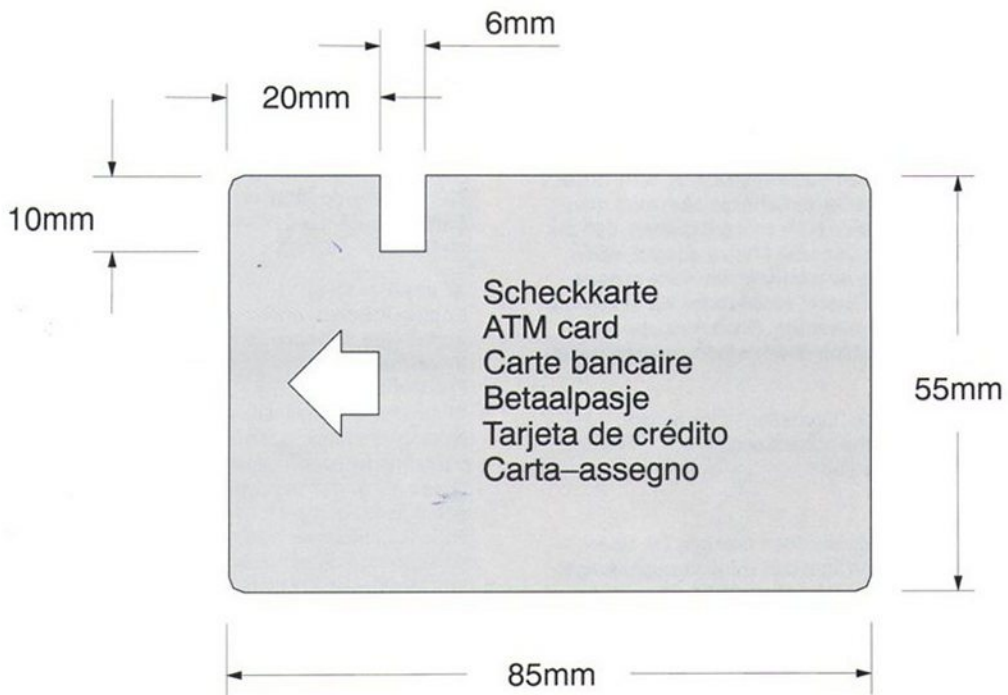 6mm
20mm
10mm
Scheckkarte
ATM card
Carte bancaire
Betaalpasje
Tarjeta de crédito
Carta–assegno
55mm
85mm